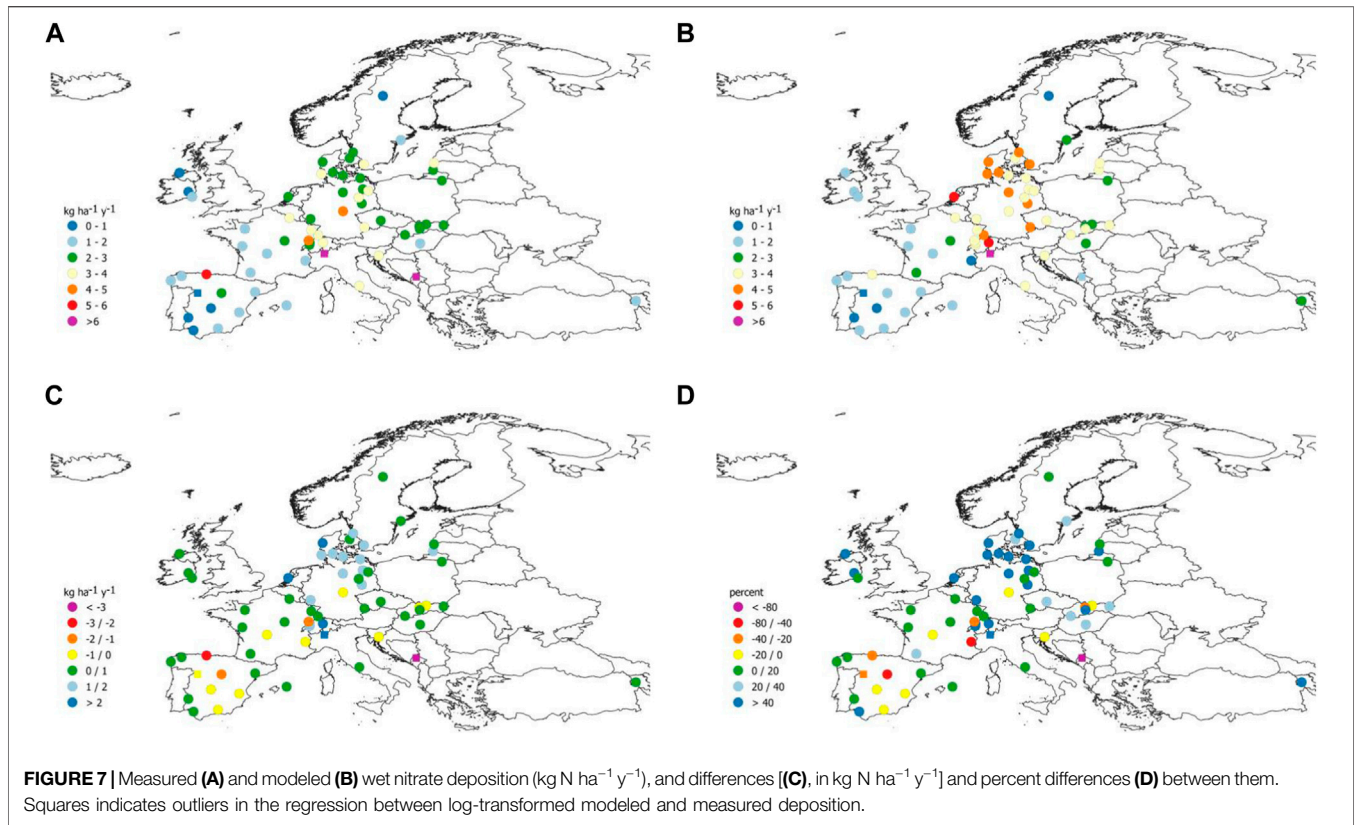 A
B
kg ha⁻¹ y⁻¹
0 - 1
1 - 2
2 - 3
3 - 4
4 - 5
5 - 6
>6
kg ha⁻¹ y⁻¹
0 - 1
1 - 2
2 - 3
3 - 4
4 - 5
5 - 6
>6
C
D
kg ha⁻¹ y⁻¹
< -3
-3 / -2
-2 / -1
-1 / 0
0 / 1
1 / 2
> 2
percent
< -80
-80 / -40
-40 / -20
-20 / 0
0 / 20
20 / 40
> 40
FIGURE 7 | Measured (A) and modeled (B) wet nitrate deposition (kg N ha⁻¹ y⁻¹), and differences [(C), in kg N ha⁻¹ y⁻¹] and percent differences (D) between them.
Squares indicates outliers in the regression between log-transformed modeled and measured deposition.